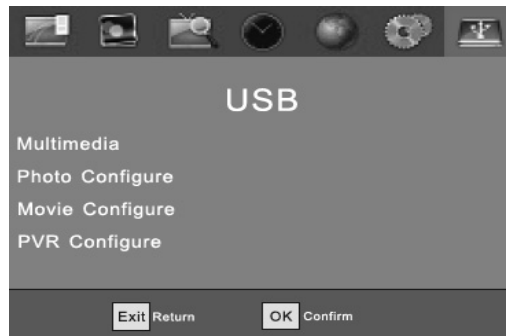 USB
Multimedia
Photo Configure
Movie Configure
PVR Configure
Exit Return OK Confirm